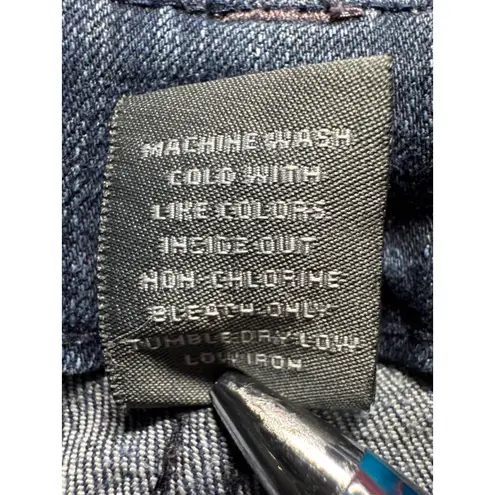 MACHINE WASH
COLD WITH
LIKE COLORS
INSIDE OUT
NON-CHLORINE
BLEACH ONLY
TUMBLE DRY LOW
LOW IRON